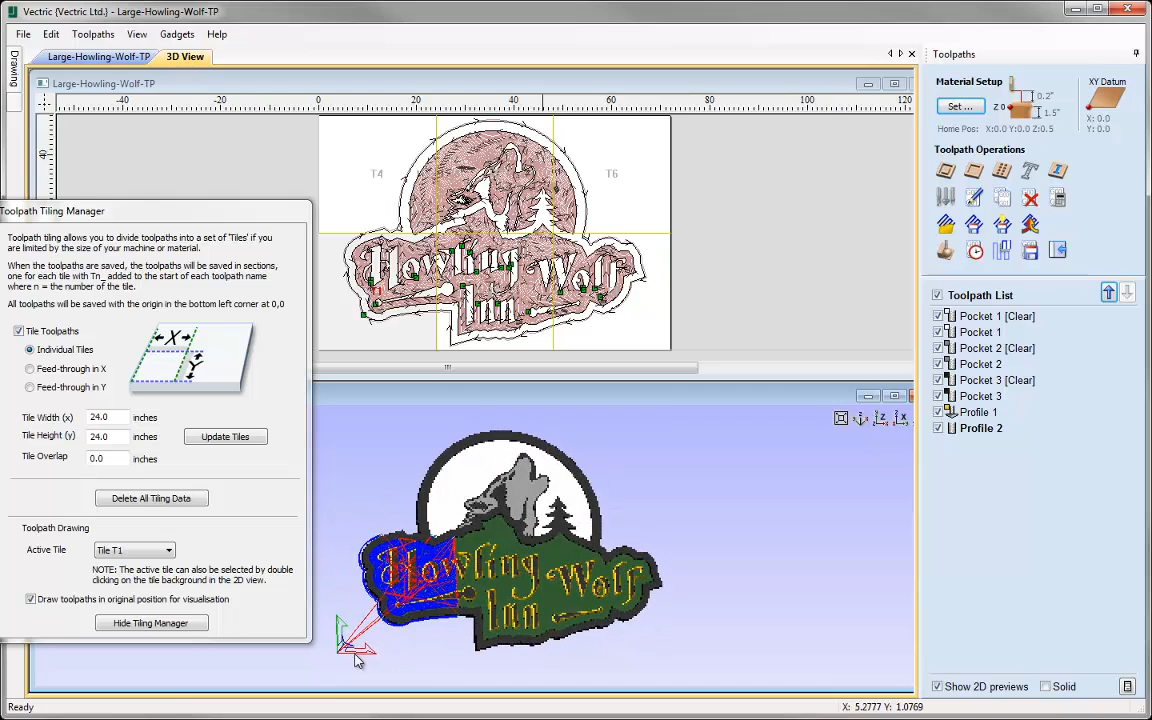 Vectric {Vectric Ltd.} - Large-Howling-Wolf-TP
File Edit Toolpaths View Gadgets Help
Drawing
Large-Howling-Wolf-TP
3D View
Large-Howling-Wolf-TP
-40 -20 0 20 40 60 80 100 120
T4
T6
T1
Howling Wolf
Inn
Toolpath Tiling Manager
Toolpath tiling allows you to divide toolpaths into a set of 'Tiles' if you
are limited by the size of your machine or material.
When the toolpaths are saved, the toolpaths will be saved in sections,
one for each tile with Tn_ added to the start of each toolpath name
where n = the number of the tile.
All toolpaths will be saved with the origin in the bottom left corner at 0,0
Tile Toolpaths
Individual Tiles
Feed-through in X
Feed-through in Y
X
Y
Tile Width (x) 24.0 inches
Tile Height (y) 24.0 inches
Update Tiles
Tile Overlap 0.0 inches
Delete All Tiling Data
Toolpath Drawing
Active Tile Tile T1
NOTE: The active tile can also be selected by double
clicking on the tile background in the 2D view.
Draw toolpaths in original position for visualisation
Hide Tiling Manager
Howling Wolf
Inn
Toolpaths
Material Setup
Set ...
Z 0
0.2"
1.5"
XY Datum
X: 0.0
Y: 0.0
Home Pos: X:0.0 Y:0.0 Z:0.5
Toolpath Operations
Toolpath List
Pocket 1 [Clear]
Pocket 1
Pocket 2 [Clear]
Pocket 2
Pocket 3 [Clear]
Pocket 3
Profile 1
Profile 2
Show 2D previews
Solid
Ready
X: 5.2777 Y: 1.0769